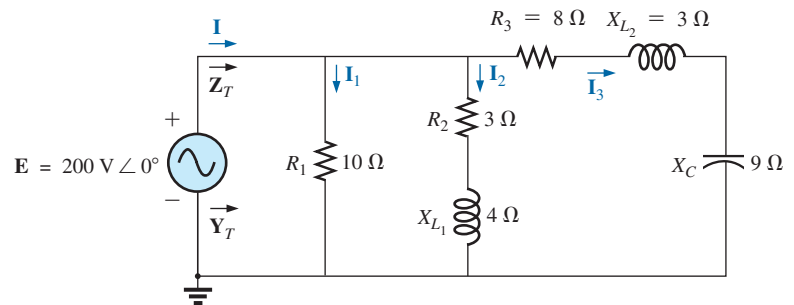 R3 = 8 Ω XL2 = 3 Ω
I
ZT
I1
I2
I3
+
E = 200 V ∠ 0°
−
YT
R1 10 Ω
R2 3 Ω
XL1 4 Ω
XC 9 Ω